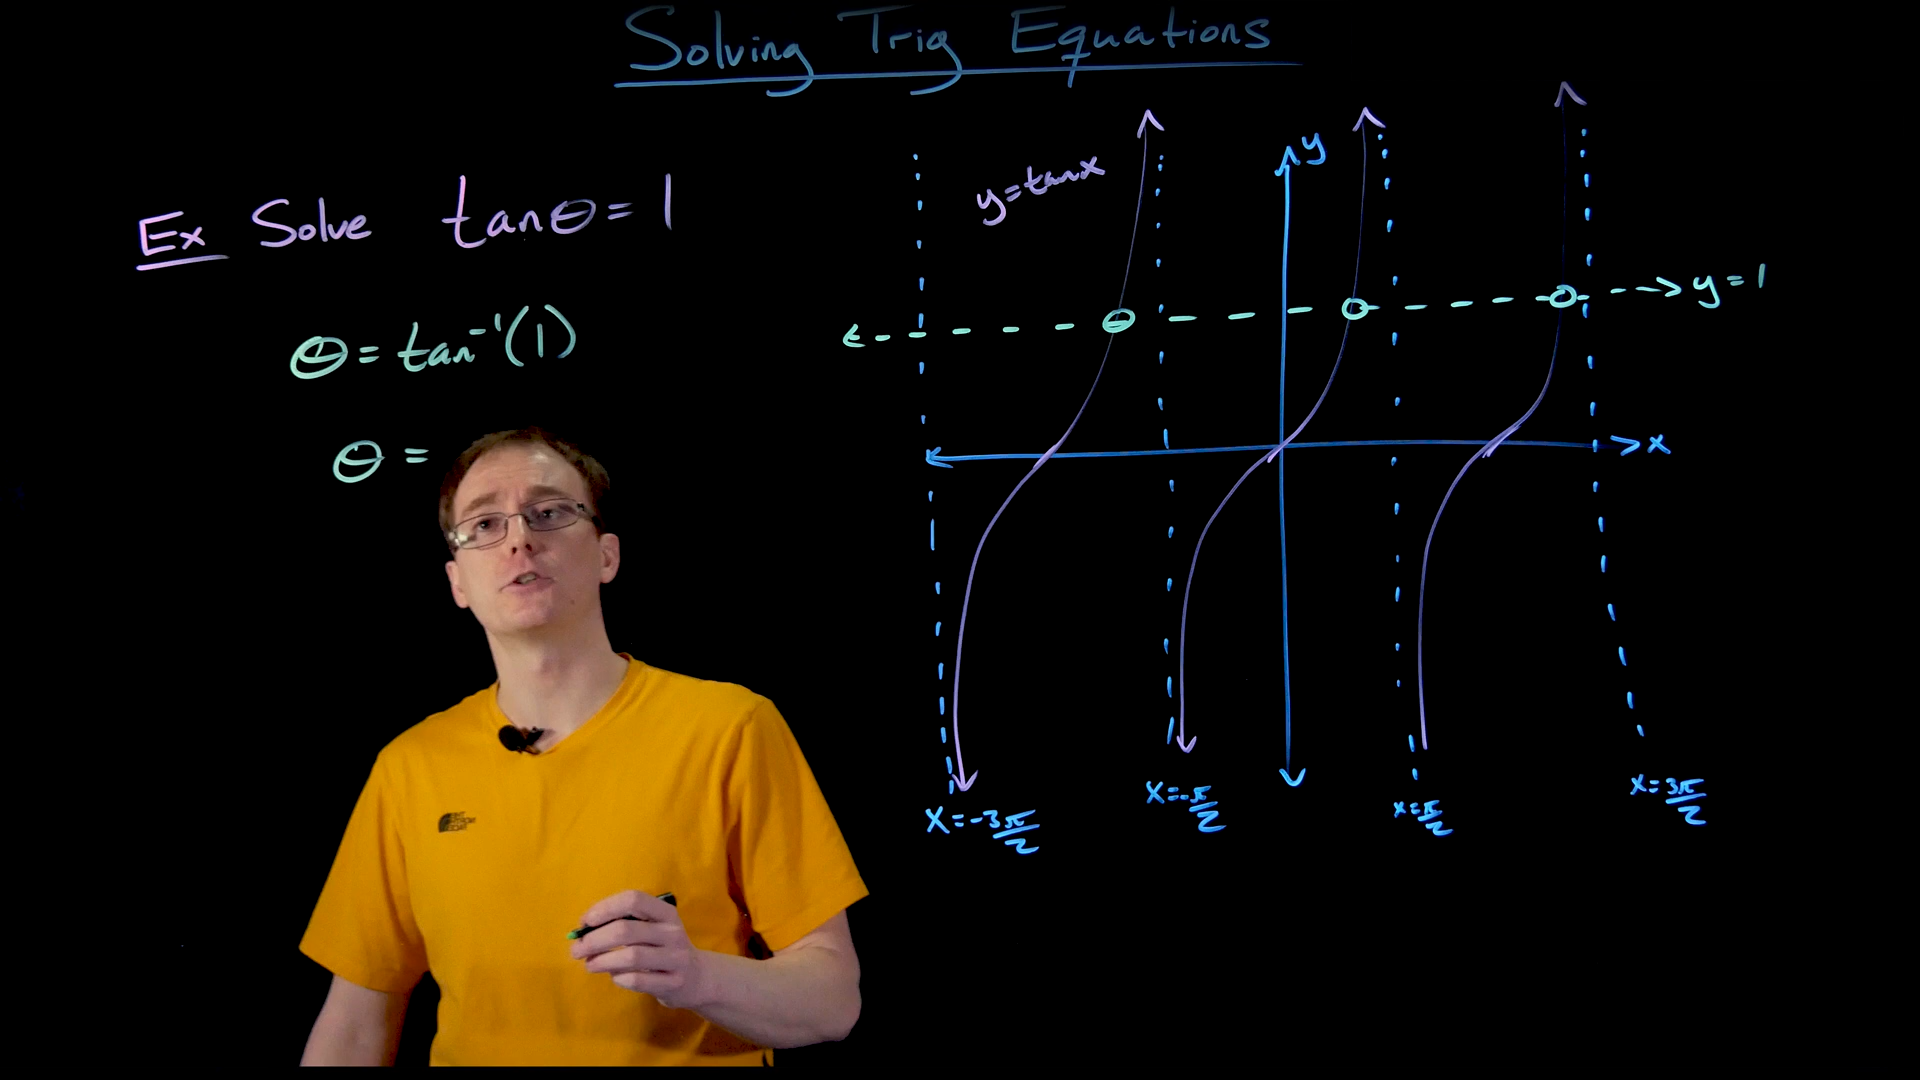 Solving Trig Equations
Ex Solve tanθ = 1
θ = tan⁻¹(1)
θ =
y = tanx
y
y = 1
x
x = -3π/2
x = -π/2
x = π/2
x = 3π/2